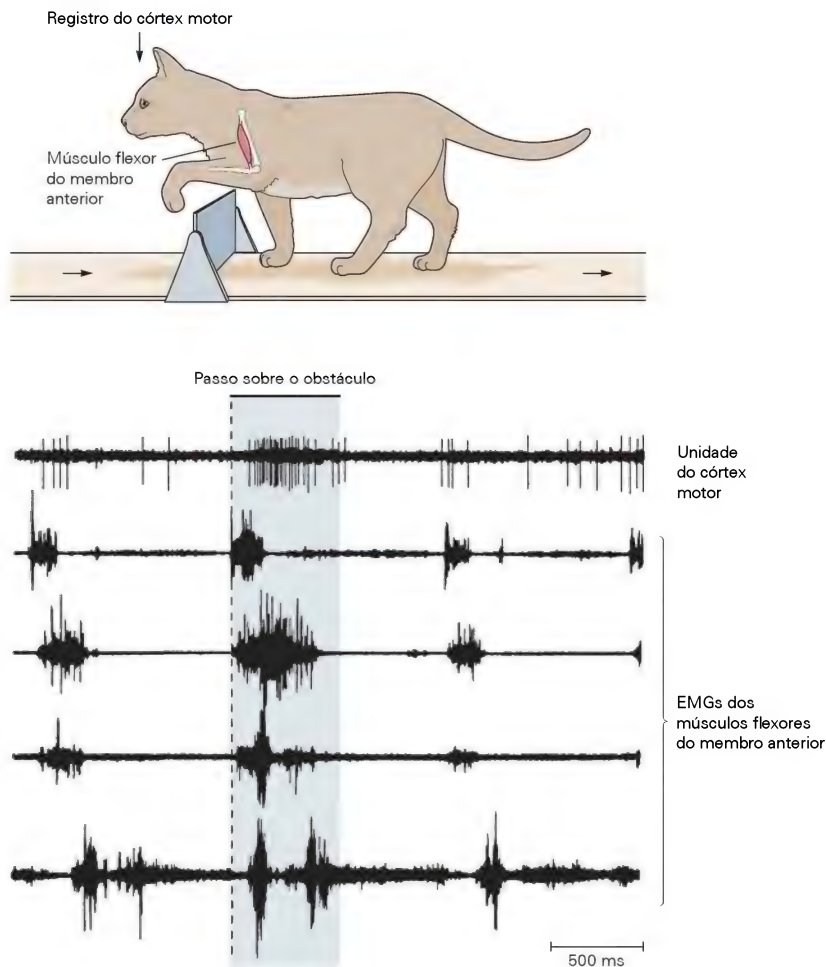 Registro do córtex motor
Músculo flexor
do membro
anterior
Passo sobre o obstáculo
Unidade
do córtex
motor
EMGs dos
músculos flexores
do membro anterior
500 ms